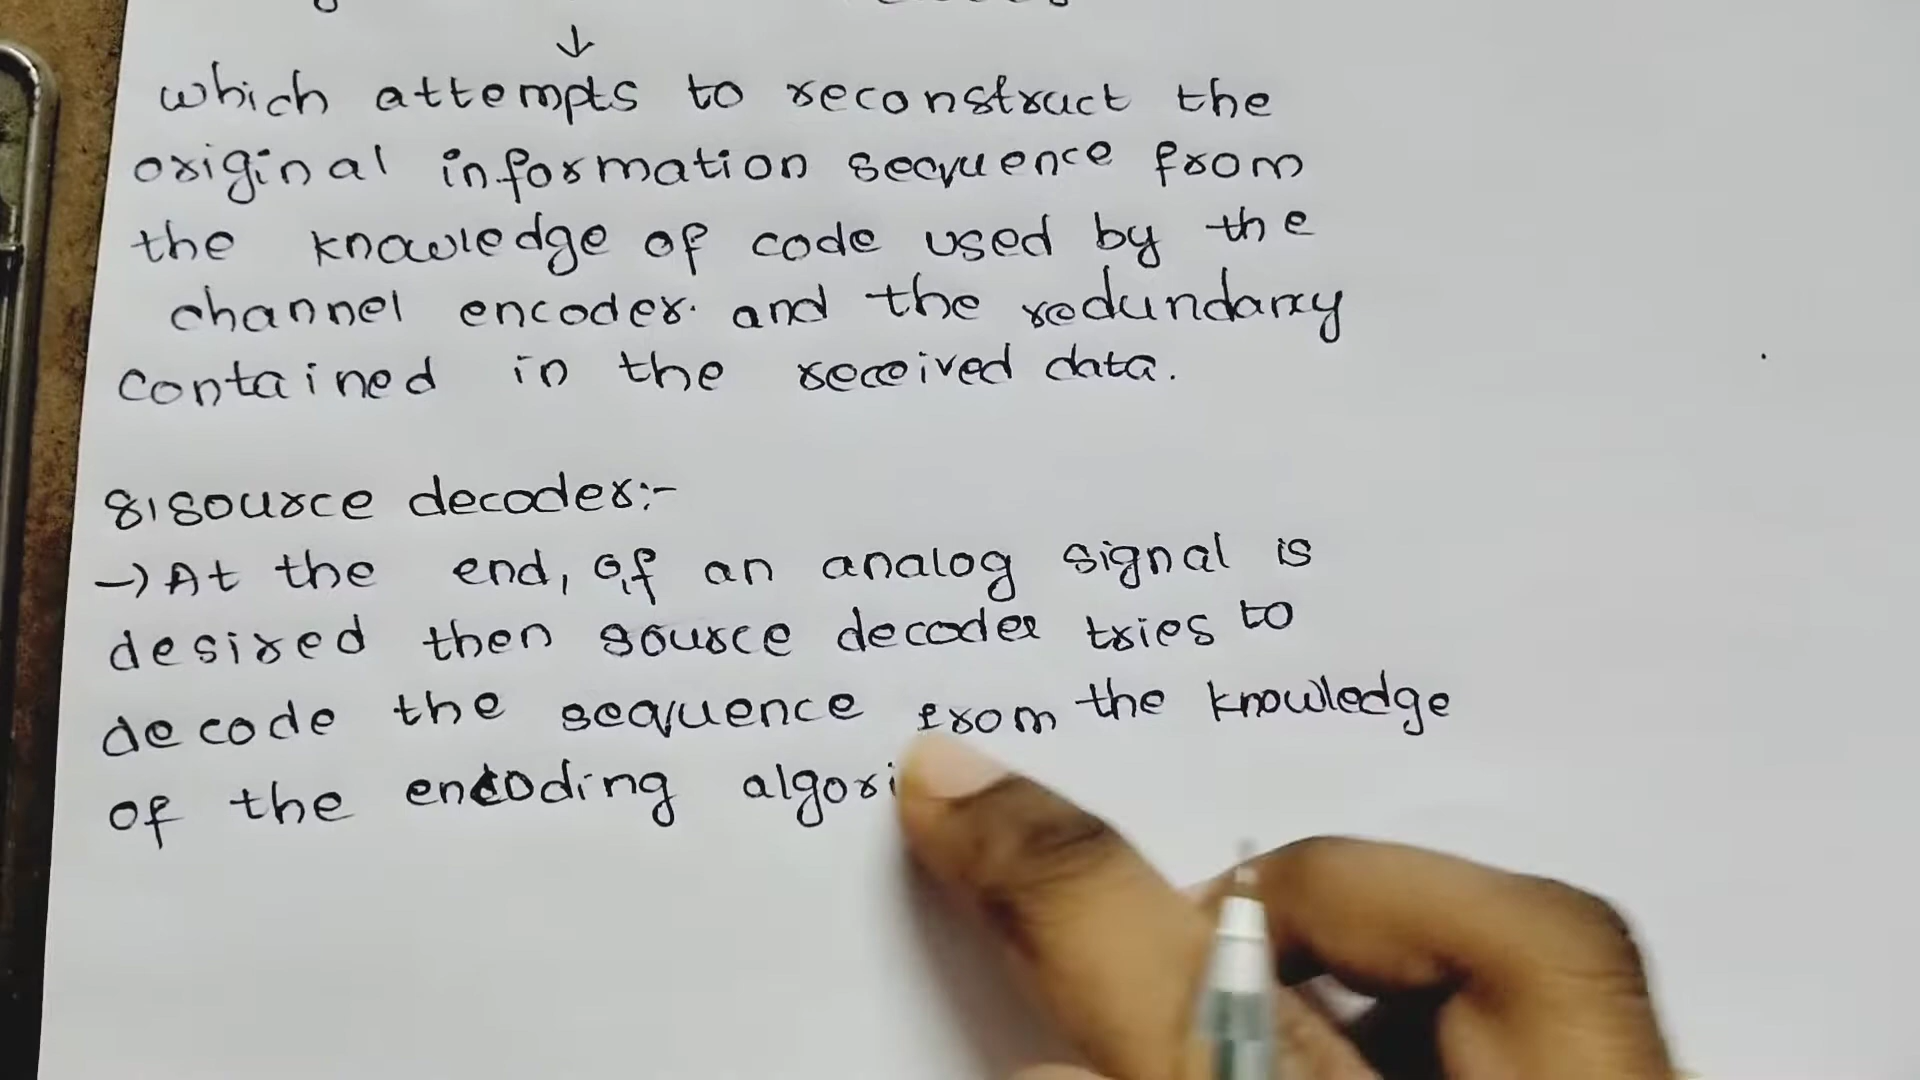 ↓
which attempts to reconstruct the
original information sequence from
the knowledge of code used by the
channel encoder. and the redundancy
contained in the received data.
8) source decoder:-
→ At the end, of an analog signal is
desired then source decoder tries to
decode the sequence from the knowledge
of the encoding